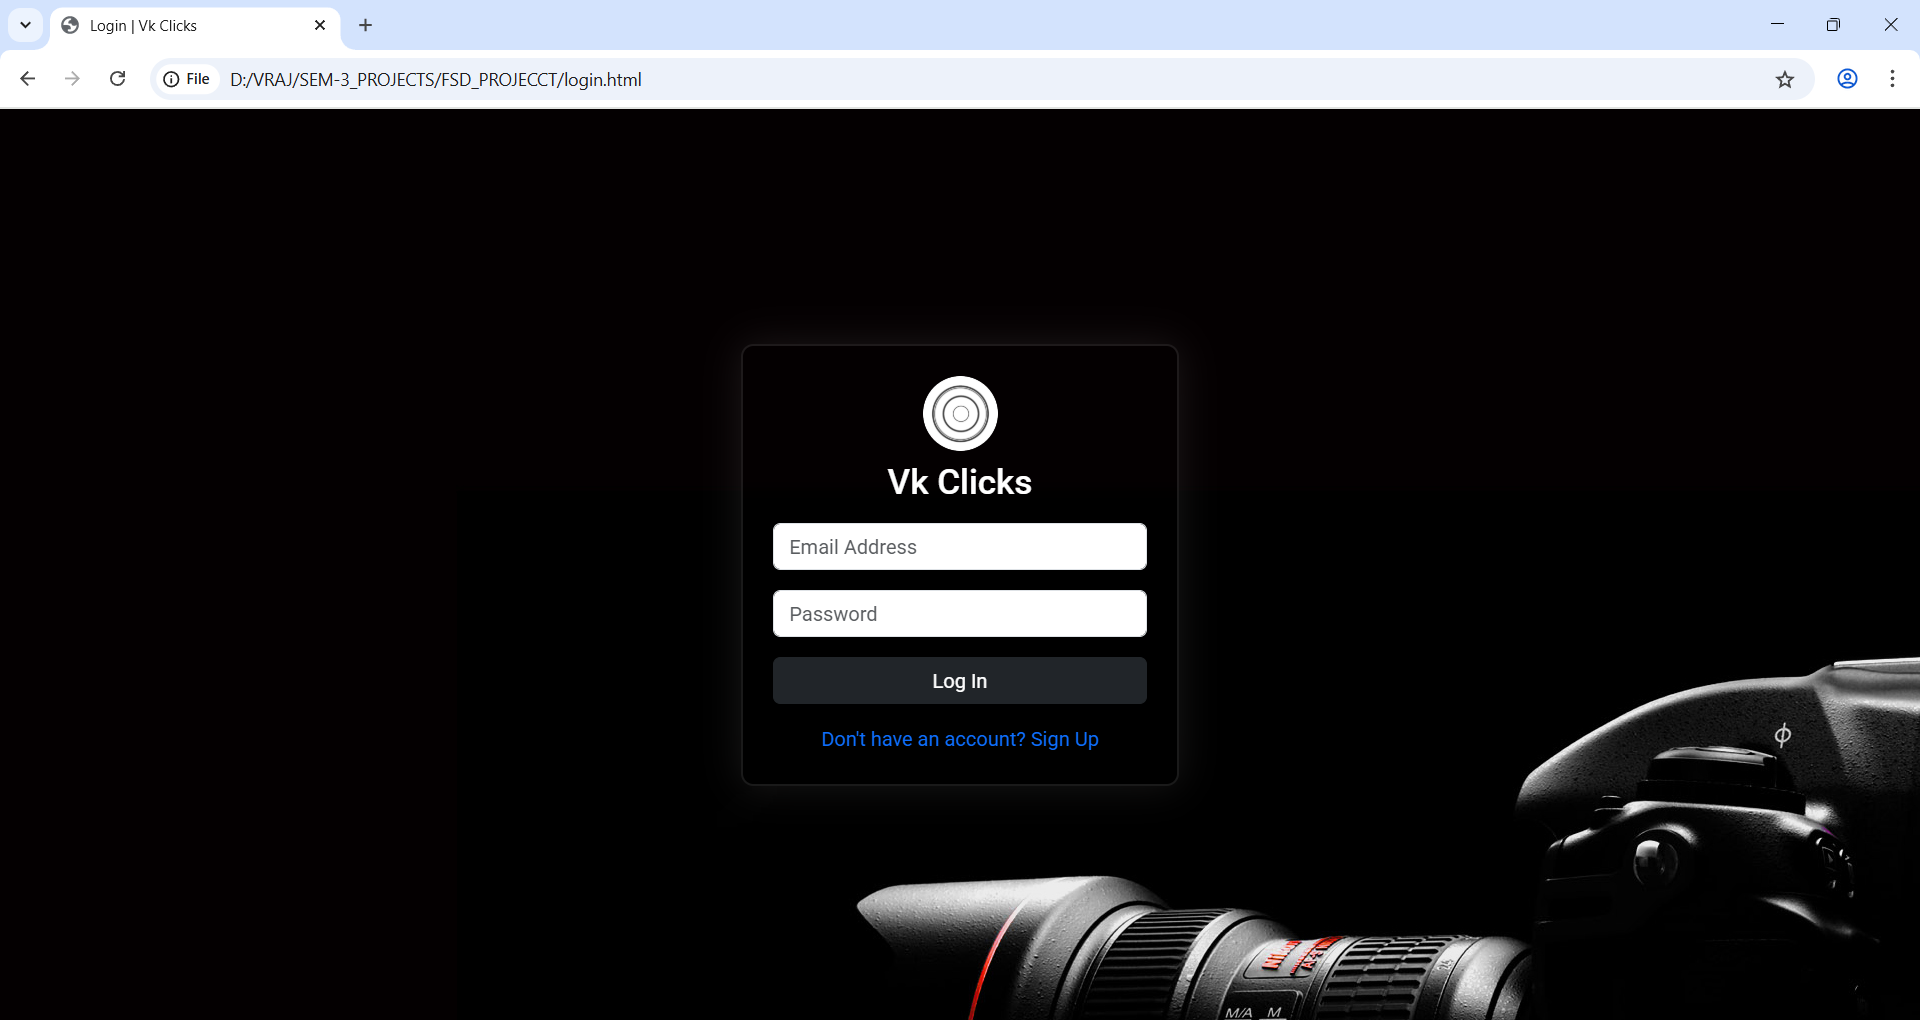 Login | Vk Clicks
File D:/VRAJ/SEM-3_PROJECTS/FSD_PROJECCT/login.html
Vk Clicks
Email Address
Password
Log In
Don't have an account? Sign Up
M/A M